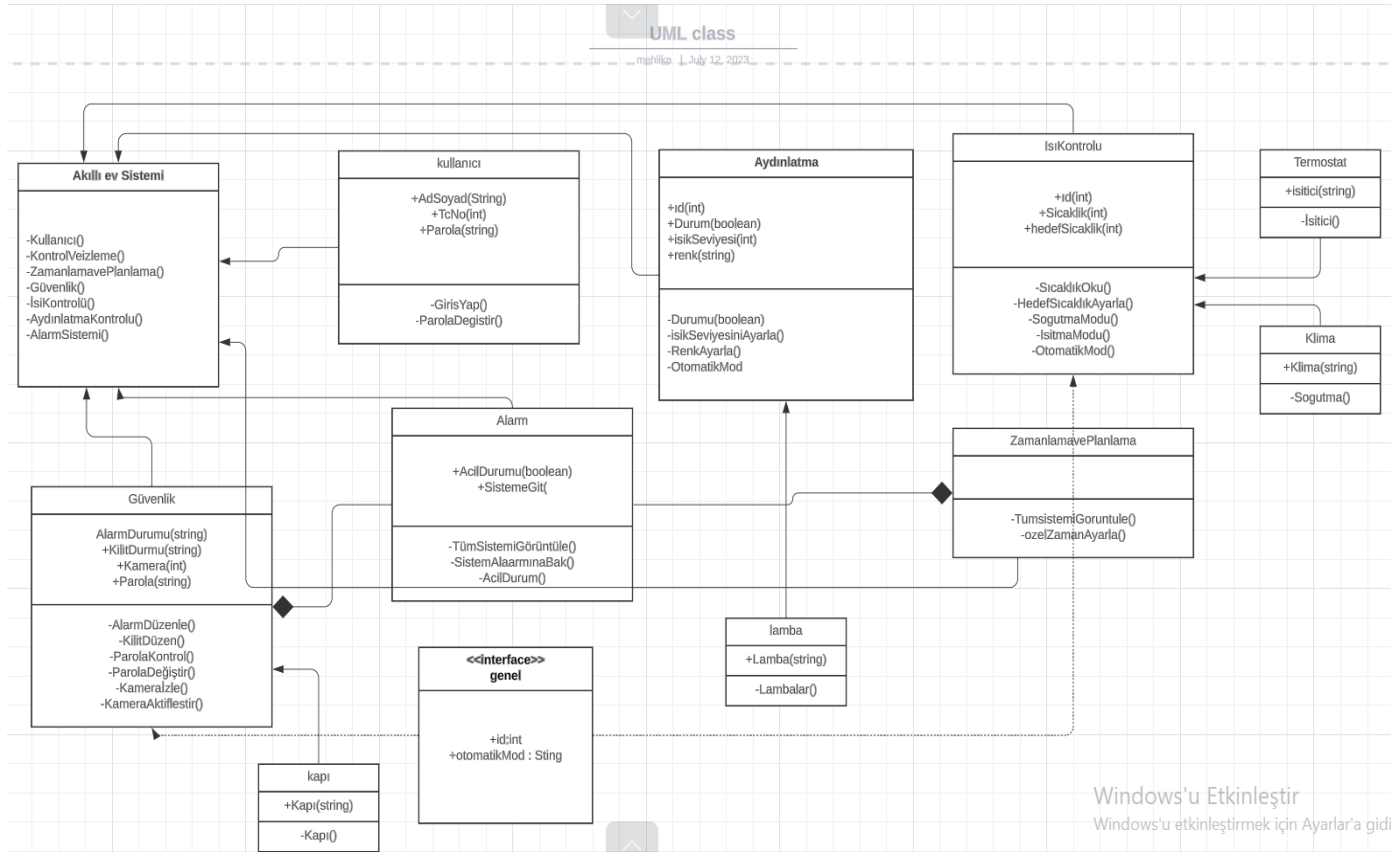 UML class
mehlika | July 12, 2023
Akıllı ev Sistemi
-Kullanıcı()
-KontrolVeizleme()
-ZamanlamavePlanlama()
-Güvenlik()
-İsiKontrolü()
-AydınlatmaKontrolu()
-AlarmSistemi()
kullanıcı
+AdSoyad(String)
+TcNo(int)
+Parola(string)
-GirisYap()
-ParolaDegistir()
Aydınlatma
+ıd(int)
+Durum(boolean)
+isikSeviyesi(int)
+renk(string)
-Durumu(boolean)
-isikSeviyesiniAyarla()
-RenkAyarla()
-OtomatikMod
IsıKontrolu
+ıd(int)
+Sicaklik(int)
+hedefSicaklik(int)
-SıcaklıkOku()
-HedefSıcaklıkAyarla()
-SogutmaModu()
-IsitmaModu()
-OtomatikMod()
Termostat
+isitici(string)
-İsitici()
Klima
+Klima(string)
-Sogutma()
Alarm
+AcilDurumu(boolean)
+SistemeGit(
-TümSistemiGörüntüle()
-SistemAlaarmınaBak()
-AcilDurum()
ZamanlamavePlanlama
-TumsistemiGoruntule()
-ozelZamanAyarla()
Güvenlik
AlarmDurumu(string)
+KilitDurmu(string)
+Kamera(int)
+Parola(string)
-AlarmDüzenle()
-KilitDüzen()
-ParolaKontrol()
-ParolaDeğiştir()
-Kameraİzle()
-KameraAktiflestir()
<<interface>>
genel
+id:int
+otomatikMod : Sting
lamba
+Lamba(string)
-Lambalar()
kapı
+Kapı(string)
-Kapı()
Windows'u Etkinleştir
Windows'u etkinleştirmek için Ayarlar'a gidi